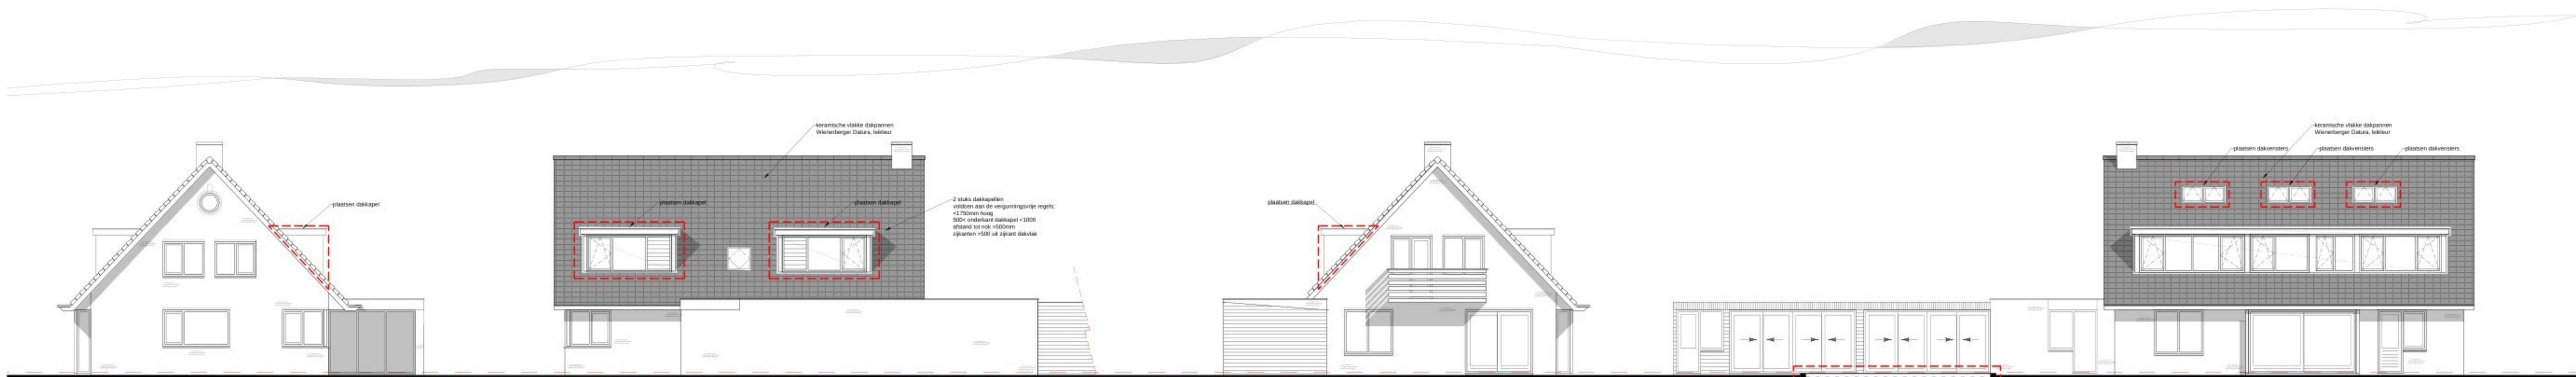 plaatsen dakkapel
keramische vlakke dakpannen
Wienerberger Datura, leikleur
plaatsen dakkapel
plaatsen dakkapel
2 stuks dakkapellen
voldoen aan de vergunningsvrije regels:
<1750mm hoog
500> onderkant dakkapel <1000
afstand tot nok >500mm
zijkanten >500 uit zijkant dakvlak
plaatsen dakkapel
keramische vlakke dakpannen
Wienerberger Datura, leikleur
plaatsen dakvensters
plaatsen dakvensters
plaatsen dakvensters